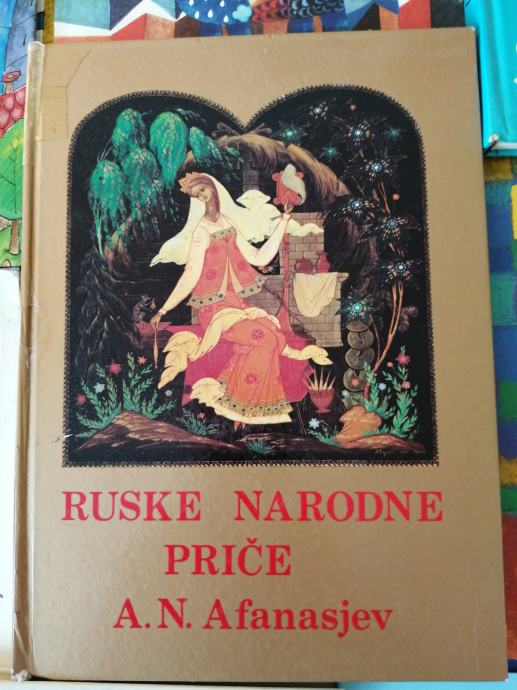 RUSKE NARODNE
PRIČE
A. N. Afanasjev